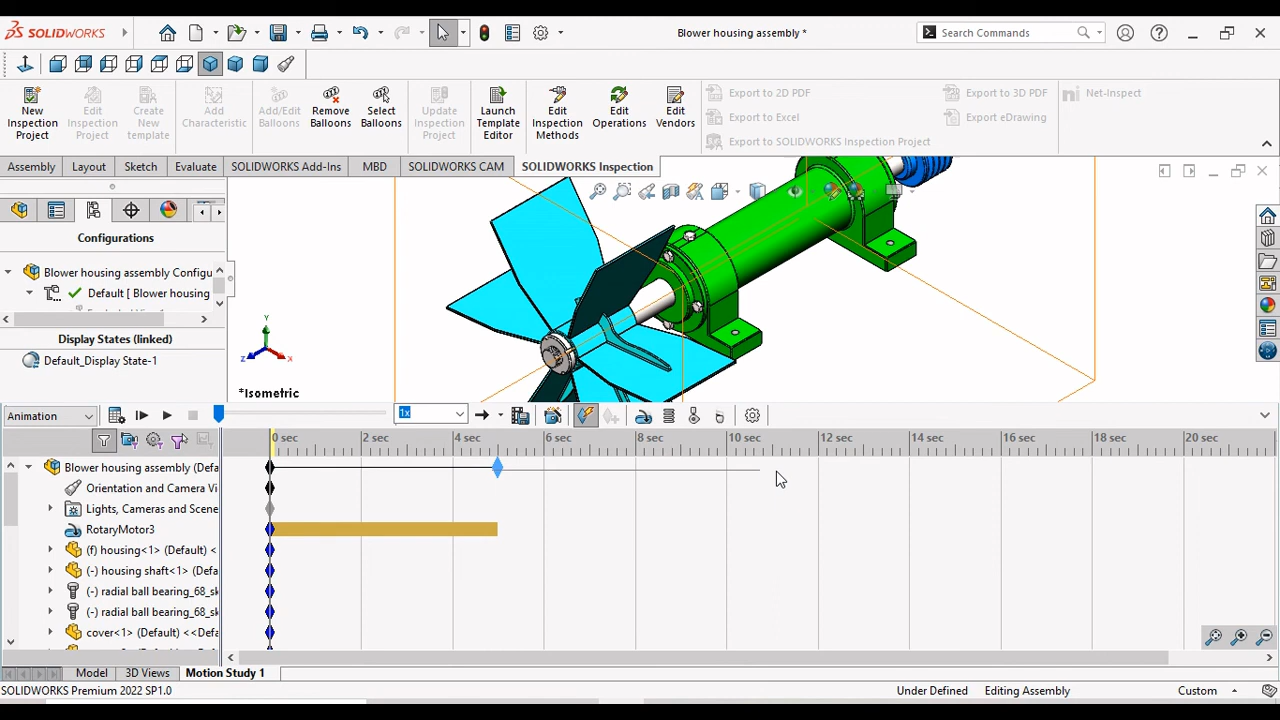 SOLIDWORKS
Blower housing assembly *
Search Commands
New Inspection Project
Edit Inspection Project
Create New template
Add Characteristic
Add/Edit Balloons
Remove Balloons
Select Balloons
Update Inspection Project
Launch Template Editor
Edit Inspection Methods
Edit Operations
Edit Vendors
Export to 2D PDF
Export to Excel
Export to SOLIDWORKS Inspection Project
Export to 3D PDF
Export eDrawing
Net-Inspect
Assembly Layout Sketch Evaluate SOLIDWORKS Add-Ins MBD SOLIDWORKS CAM SOLIDWORKS Inspection
Configurations
Blower housing assembly Configu
Default [ Blower housing
Display States (linked)
Default_Display State-1
Y
Z
X
*Isometric
Animation
1x
0 sec 2 sec 4 sec 6 sec 8 sec 10 sec 12 sec 14 sec 16 sec 18 sec 20 sec
Blower housing assembly (Defa
Orientation and Camera Vi
Lights, Cameras and Scene
RotaryMotor3
(f) housing<1> (Default) <
(-) housing shaft<1> (Defa
(-) radial ball bearing_68_sk
(-) radial ball bearing_68_sk
cover<1> (Default) <<Defa
Model 3D Views Motion Study 1
SOLIDWORKS Premium 2022 SP1.0
Under Defined Editing Assembly Custom